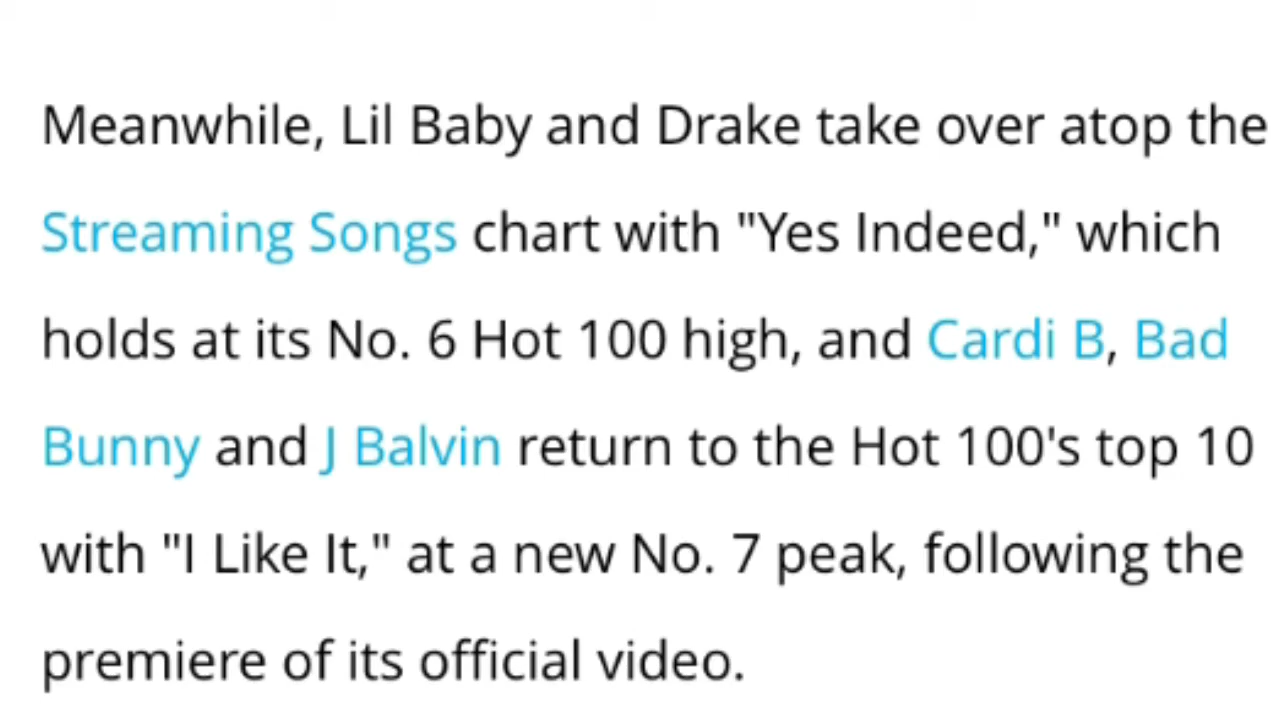 Meanwhile, Lil Baby and Drake take over atop the
Streaming Songs chart with "Yes Indeed," which
holds at its No. 6 Hot 100 high, and Cardi B, Bad
Bunny and J Balvin return to the Hot 100's top 10
with "I Like It," at a new No. 7 peak, following the
premiere of its official video.